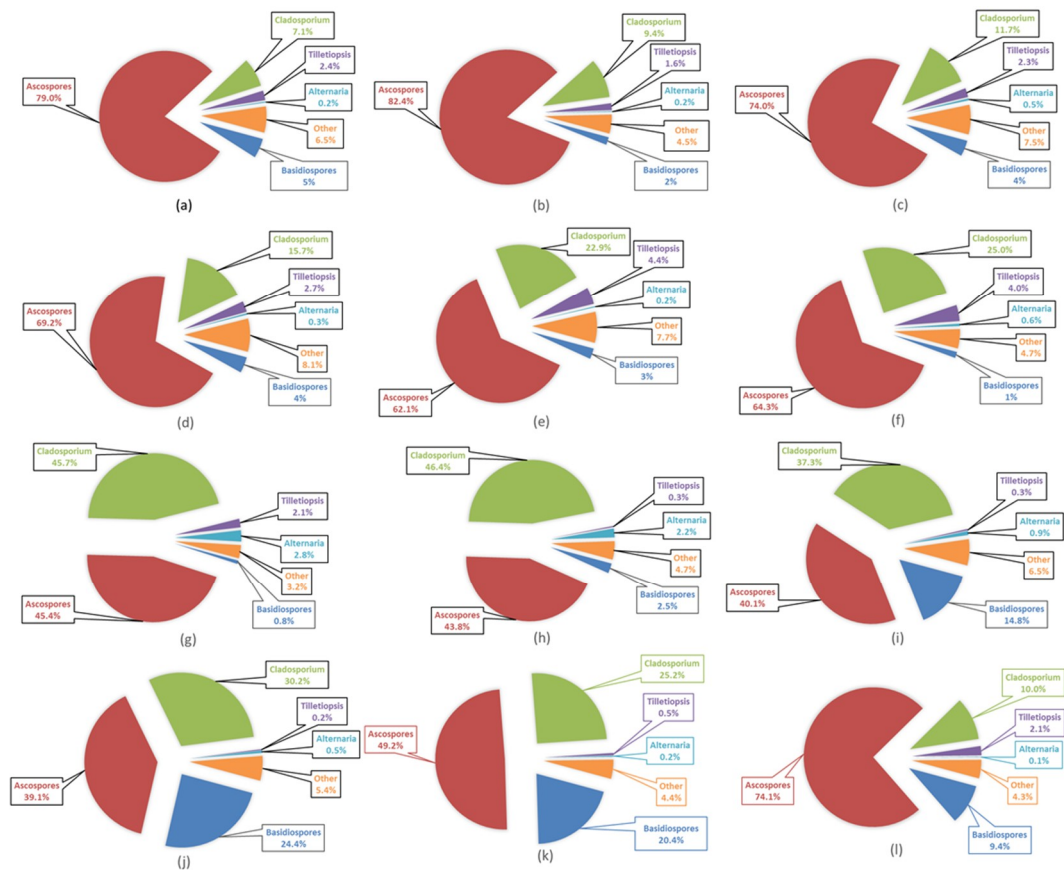 Cladosporium
7.1%
Tilletiopsis
2.4%
Ascospores
79.0%
Alternaria
0.2%
Other
6.5%
Basidiospores
5%
(a)
Cladosporium
9.4%
Tilletiopsis
1.6%
Ascospores
82.4%
Alternaria
0.2%
Other
4.5%
Basidiospores
2%
(b)
Cladosporium
11.7%
Tilletiopsis
2.3%
Ascospores
74.0%
Alternaria
0.5%
Other
7.5%
Basidiospores
4%
(c)
Cladosporium
15.7%
Tilletiopsis
2.7%
Ascospores
69.2%
Alternaria
0.3%
Other
8.1%
Basidiospores
4%
(d)
Cladosporium
22.9%
Tilletiopsis
4.4%
Alternaria
0.2%
Other
7.7%
Basidiospores
3%
Ascospores
62.1%
(e)
Cladosporium
25.0%
Tilletiopsis
4.0%
Alternaria
0.6%
Other
4.7%
Basidiospores
1%
Ascospores
64.3%
(f)
Cladosporium
45.7%
Tilletiopsis
2.1%
Alternaria
2.8%
Other
3.2%
Basidiospores
0.8%
Ascospores
45.4%
(g)
Cladosporium
46.4%
Tilletiopsis
0.3%
Alternaria
2.2%
Other
4.7%
Basidiospores
2.5%
Ascospores
43.8%
(h)
Cladosporium
37.3%
Tilletiopsis
0.3%
Alternaria
0.9%
Other
6.5%
Basidiospores
14.8%
Ascospores
40.1%
(i)
Cladosporium
30.2%
Tilletiopsis
0.2%
Alternaria
0.5%
Other
5.4%
Ascospores
39.1%
Basidiospores
24.4%
(j)
Cladosporium
25.2%
Tilletiopsis
0.5%
Ascospores
49.2%
Alternaria
0.2%
Other
4.4%
Basidiospores
20.4%
(k)
Cladosporium
10.0%
Tilletiopsis
2.1%
Alternaria
0.1%
Other
4.3%
Ascospores
74.1%
Basidiospores
9.4%
(l)